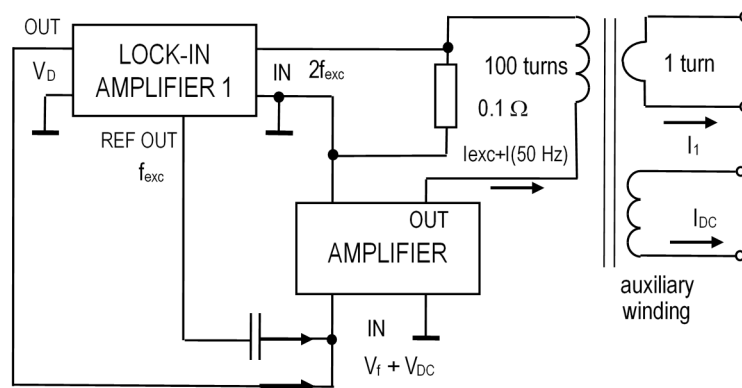 OUT
LOCK-IN
AMPLIFIER 1
V_D
IN
2f_exc
REF OUT
f_exc
100 turns
0.1 Ω
1 turn
I_1
Iexc+I(50 Hz)
OUT
AMPLIFIER
I_DC
auxiliary
winding
IN
V_f + V_DC